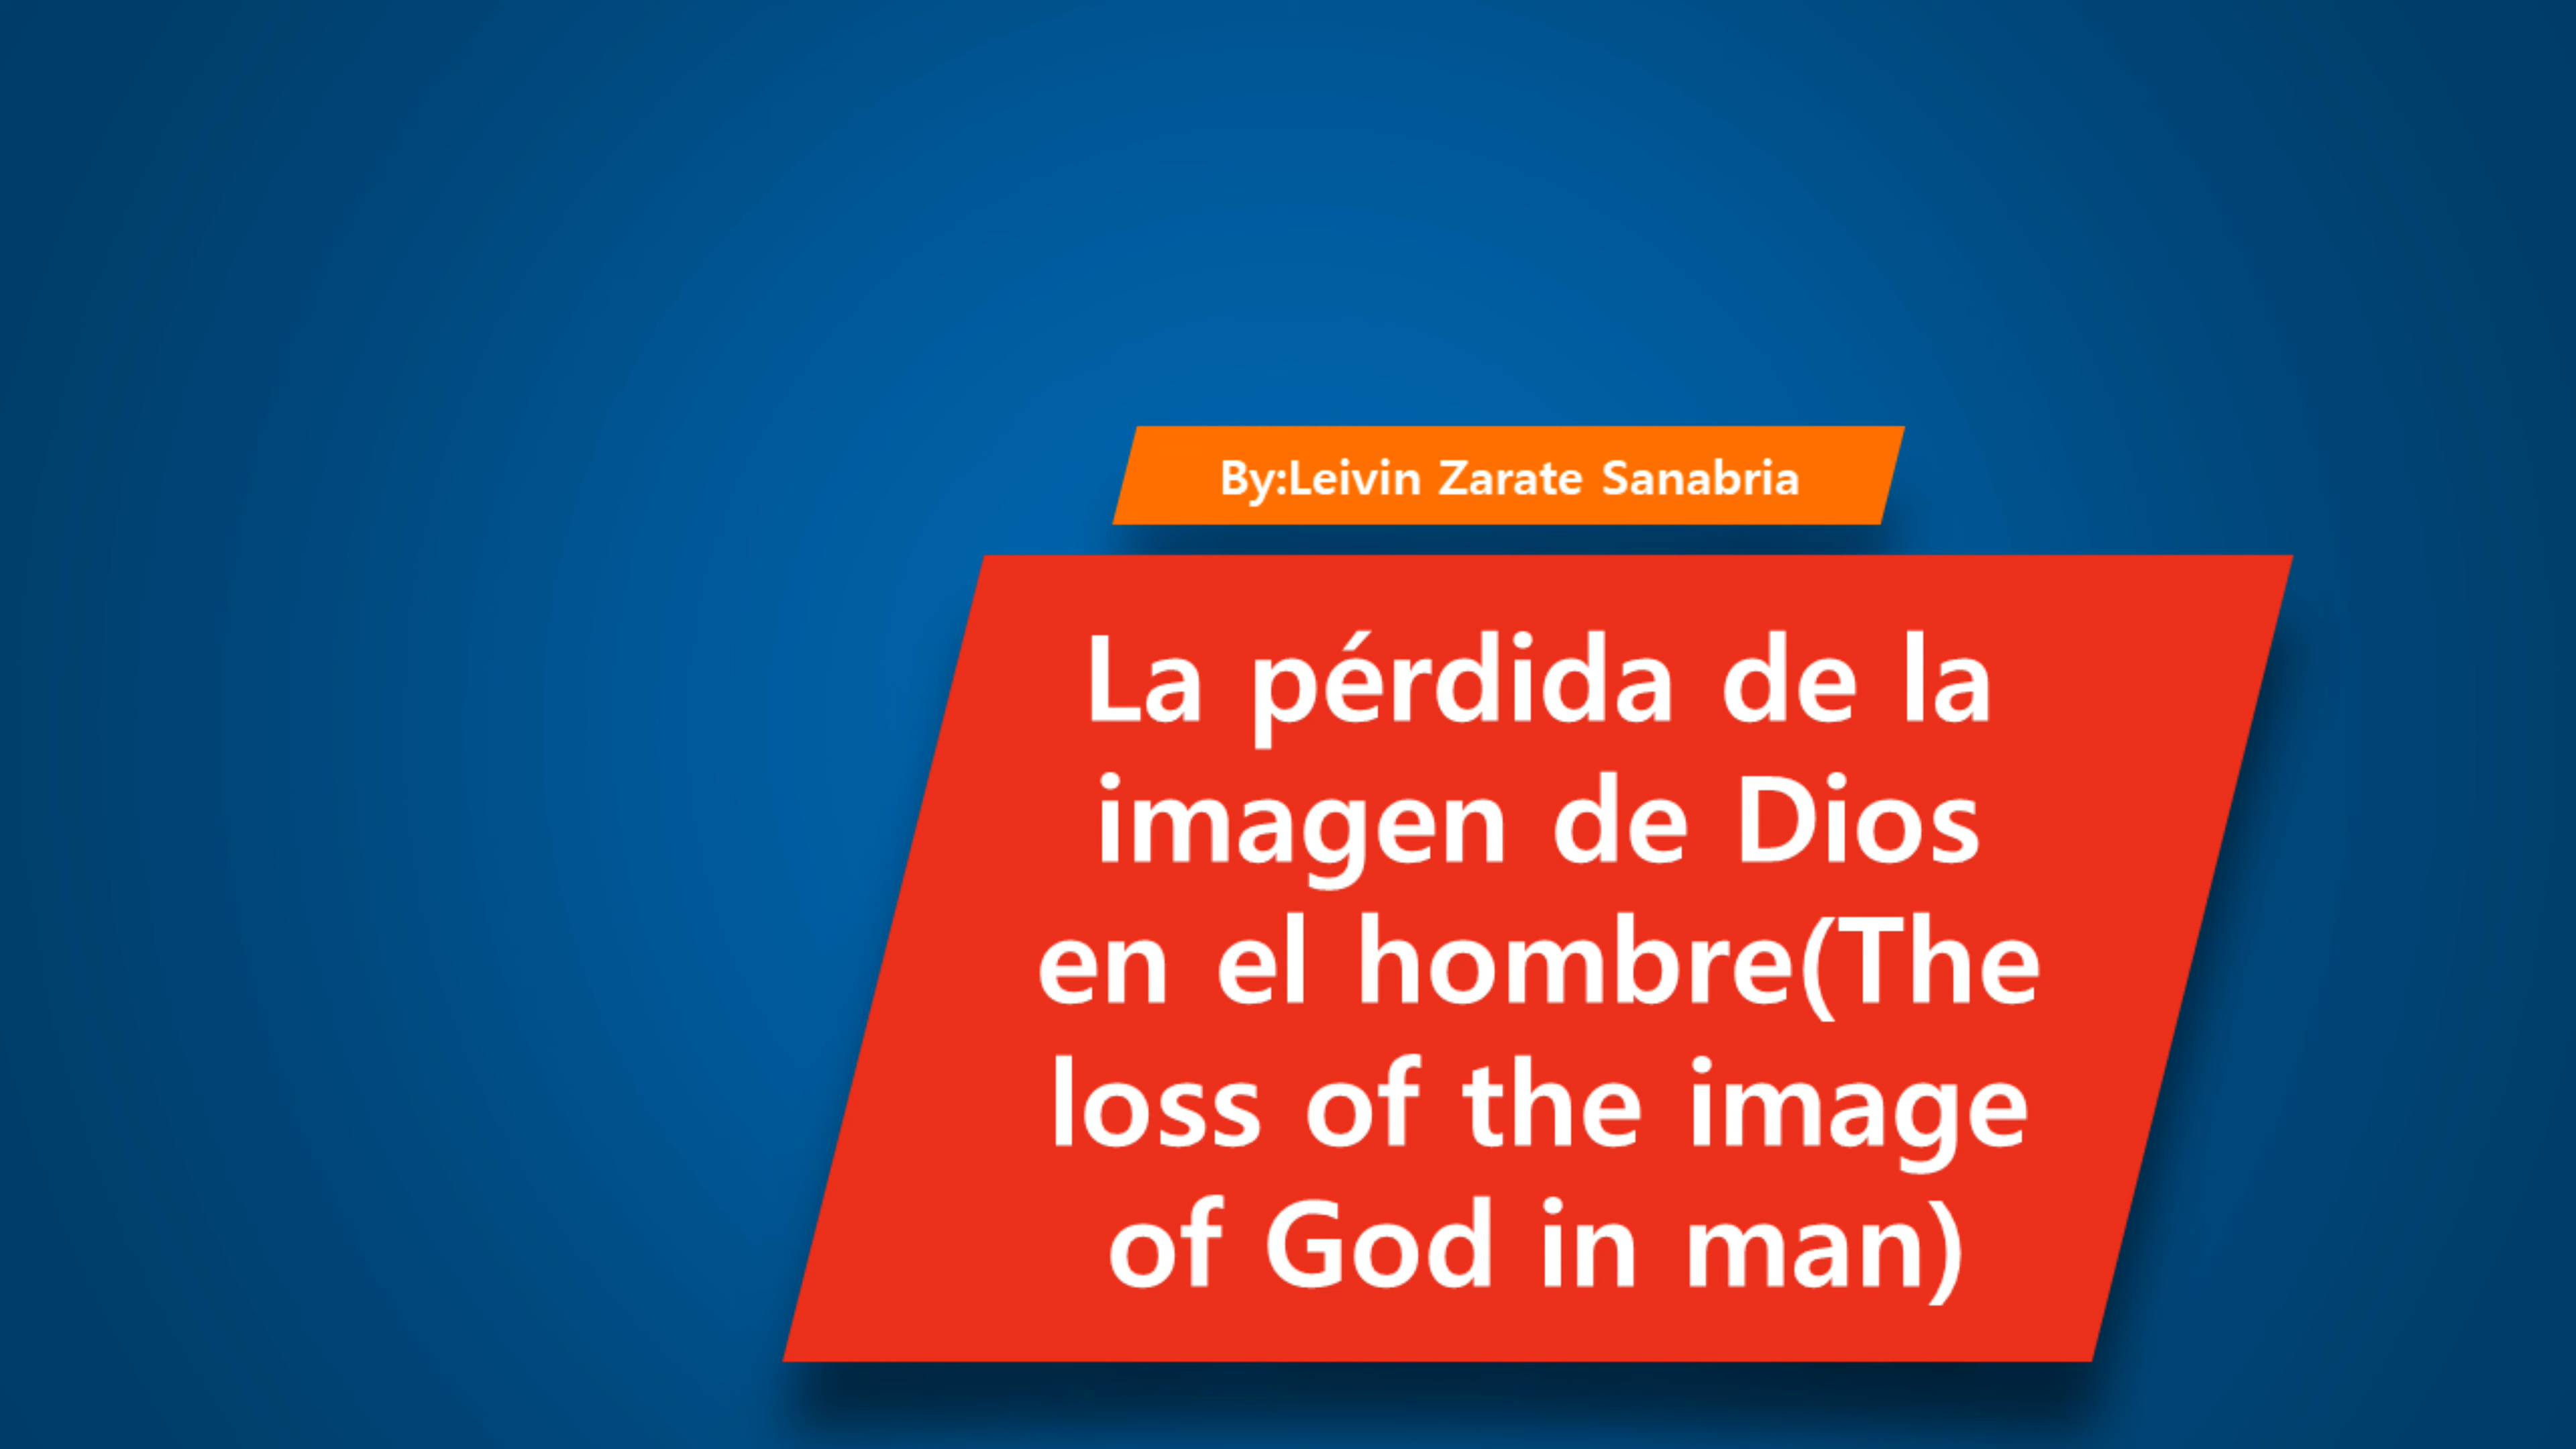 By:Leivin Zarate Sanabria
La pérdida de la
imagen de Dios
en el hombre(The
loss of the image
of God in man)